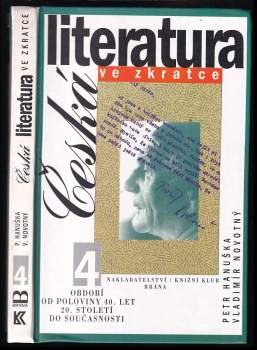 P. HANUŠKA
V. NOVOTNÝ
Česká
literatura
VE ZKRATCE
4
B
BRÁNA
K
literatura
ve zkratce
Česká
4
NAKLADATELSTVÍ / KNIŽNÍ KLUB
BRÁNA
OBDOBÍ
OD POLOVINY 40. LET
20. STOLETÍ
DO SOUČASNOSTI
PETR HANUŠKA
VLADIMÍR NOVOTNÝ